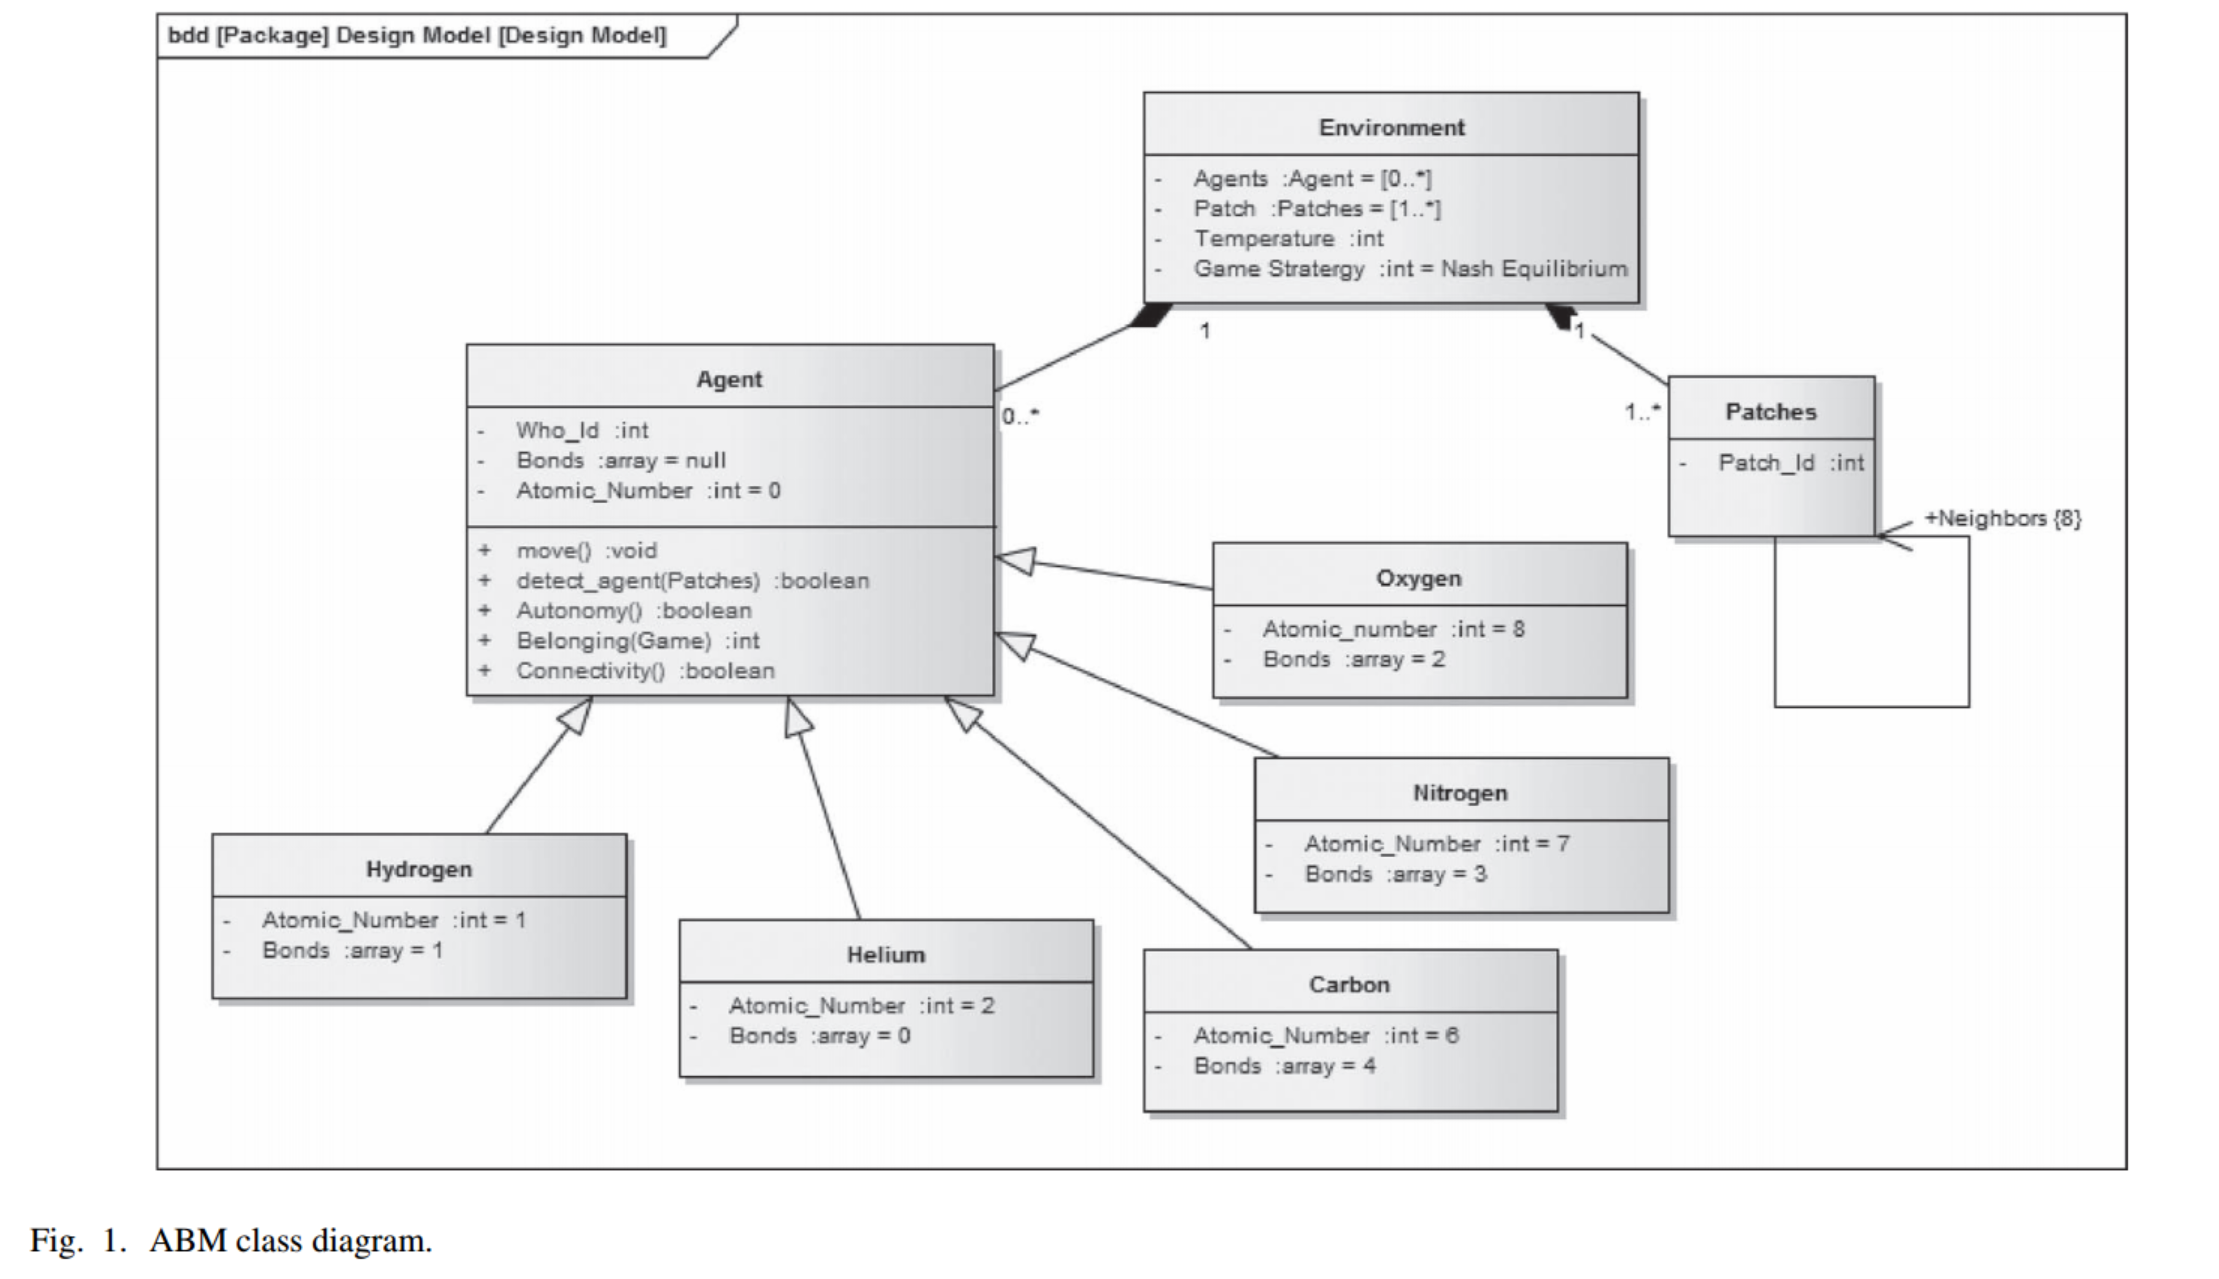 bdd [Package] Design Model [Design Model]
Environment
- Agents :Agent = [0..*]
- Patch :Patches = [1..*]
- Temperature :int
- Game Stratergy :int = Nash Equilibrium
1
1
Agent
- Who_Id :int
- Bonds :array = null
- Atomic_Number :int = 0
+ move() :void
+ detect_agent(Patches) :boolean
+ Autonomy() :boolean
+ Belonging(Game) :int
+ Connectivity() :boolean
0..*
1..*
Patches
- Patch_Id :int
+Neighbors {8}
Oxygen
- Atomic_number :int = 8
- Bonds :array = 2
Nitrogen
- Atomic_Number :int = 7
- Bonds :array = 3
Hydrogen
- Atomic_Number :int = 1
- Bonds :array = 1
Helium
- Atomic_Number :int = 2
- Bonds :array = 0
Carbon
- Atomic_Number :int = 6
- Bonds :array = 4
Fig. 1. ABM class diagram.